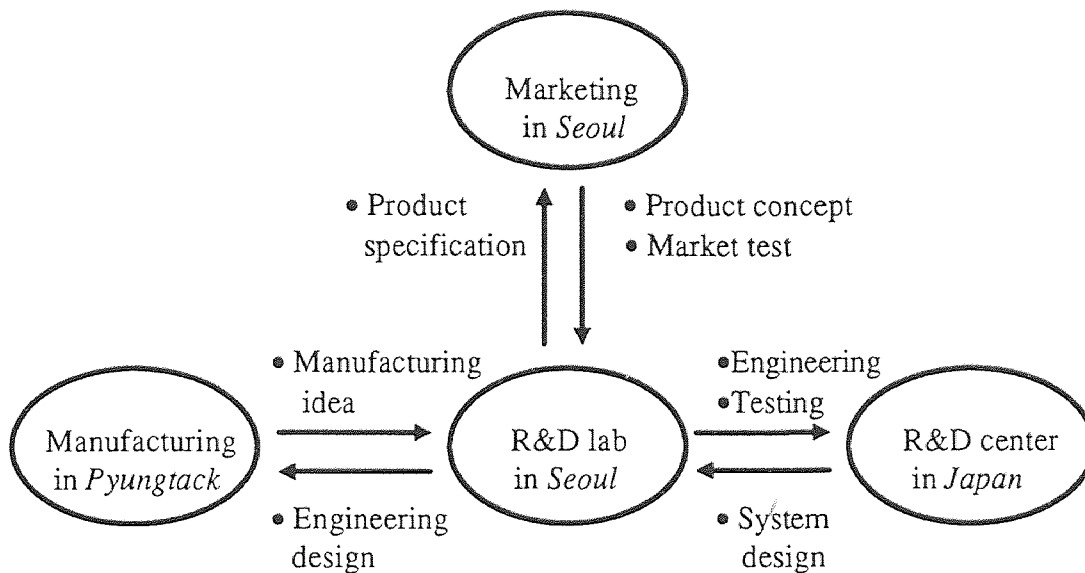 Marketing
in Seoul
• Product
specification
• Product concept
• Market test
• Manufacturing
idea
•Engineering
•Testing
Manufacturing
in Pyungtack
R&D lab
in Seoul
R&D center
in Japan
• Engineering
design
• System
design